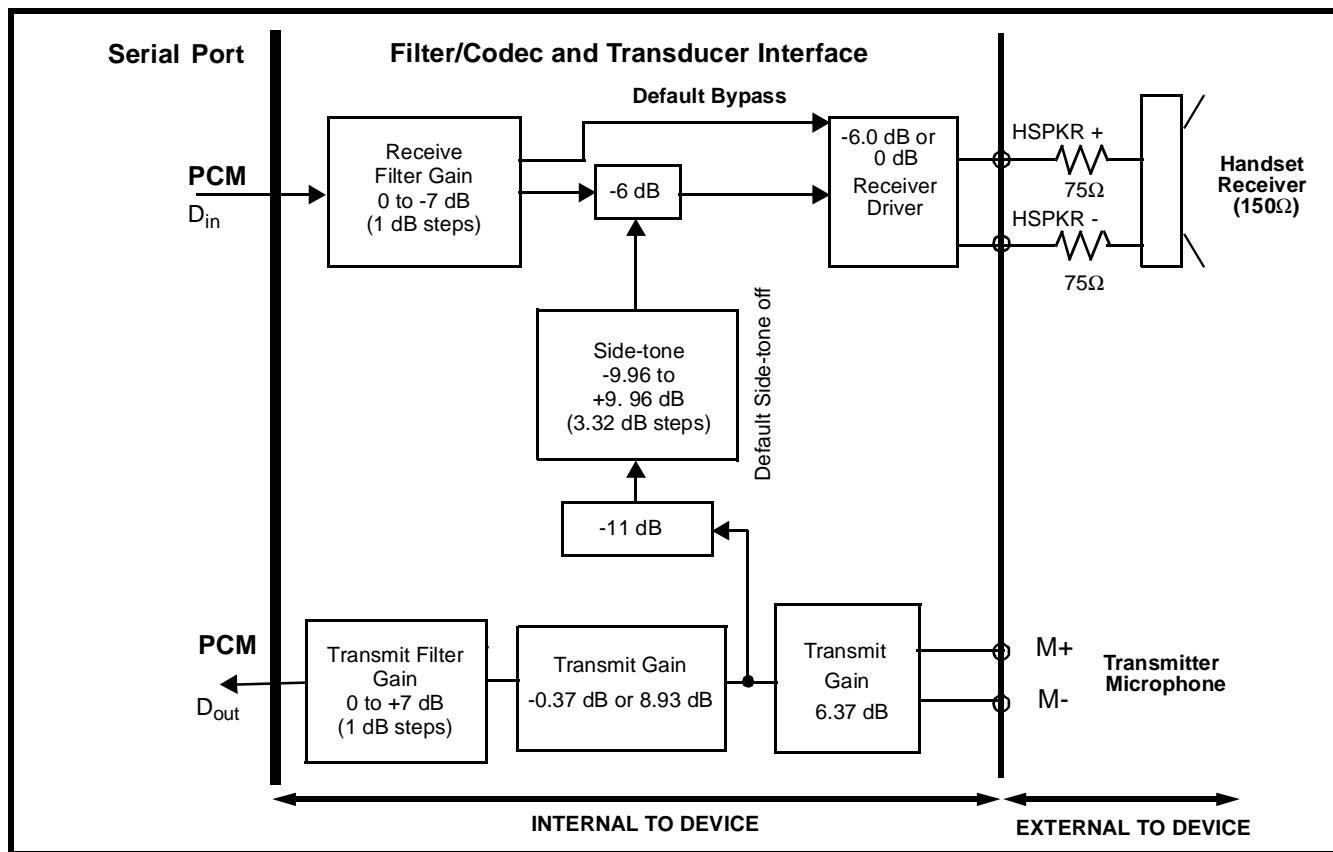 Serial Port
Filter/Codec and Transducer Interface
Default Bypass
PCM
Din
Receive
Filter Gain
0 to -7 dB
(1 dB steps)
-6 dB
-6.0 dB or
0 dB
Receiver
Driver
HSPKR +
75Ω
HSPKR -
75Ω
Handset
Receiver
(150Ω)
Side-tone
-9.96 to
+9. 96 dB
(3.32 dB steps)
Default Side-tone off
-11 dB
PCM
Dout
Transmit Filter
Gain
0 to +7 dB
(1 dB steps)
Transmit Gain
-0.37 dB or 8.93 dB
Transmit
Gain
6.37 dB
M+
M-
Transmitter
Microphone
INTERNAL TO DEVICE
EXTERNAL TO DEVICE